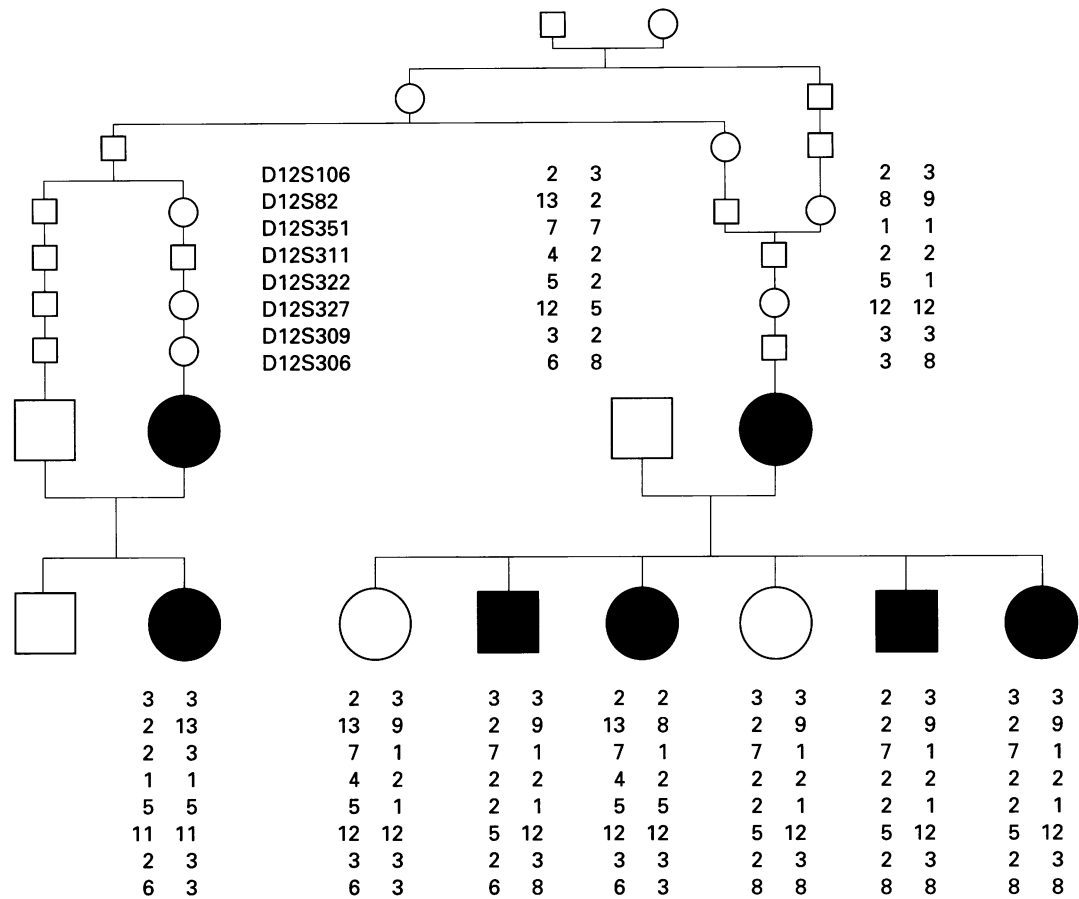 D12S106 2 3 2 3
D12S82 13 2 8 9
D12S351 7 7 1 1
D12S311 4 2 2 2
D12S322 5 2 5 1
D12S327 12 5 12 12
D12S309 3 2 3 3
D12S306 6 8 3 8
3 3 2 3 3 3 2 2 3 3 2 3 3 3
2 13 13 9 2 9 13 8 2 9 2 9 2 9
2 3 7 1 7 1 7 1 7 1 7 1 7 1
1 1 4 2 2 2 4 2 2 2 2 2 2 2
5 5 5 1 2 1 5 5 2 1 2 1 2 1
11 11 12 12 5 12 12 12 5 12 5 12 5 12
2 3 3 3 2 3 3 3 2 3 2 3 2 3
6 3 6 3 6 8 6 3 8 8 8 8 8 8